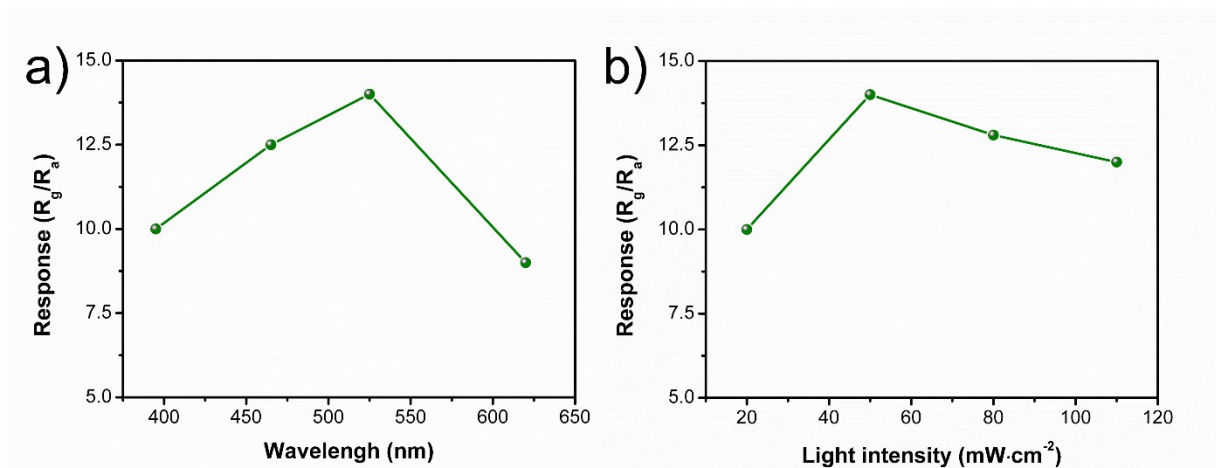 a)
15.0
12.5
10.0
7.5
5.0
Response (Rg/Ra)
400 450 500 550 600 650
Wavelengh (nm)
b)
15.0
12.5
10.0
7.5
5.0
Response (Rg/Ra)
20 40 60 80 100 120
Light intensity (mW·cm⁻²)